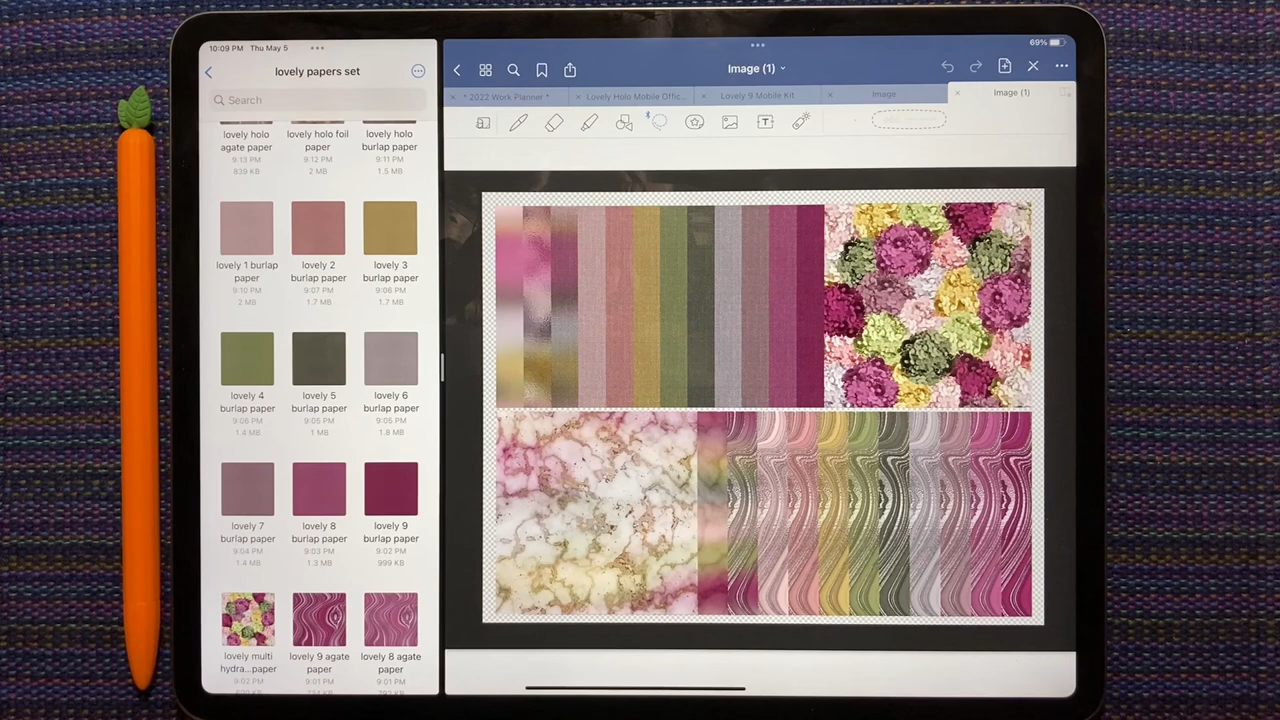 10:09 PM Thu May 5
lovely papers set
Search
lovely holo agate paper
9:13 PM
839 KB
lovely holo foil paper
9:12 PM
2 MB
lovely holo burlap paper
9:11 PM
1.5 MB
lovely 1 burlap paper
9:10 PM
2 MB
lovely 2 burlap paper
9:07 PM
1.7 MB
lovely 3 burlap paper
9:06 PM
1.7 MB
lovely 4 burlap paper
9:06 PM
1.4 MB
lovely 5 burlap paper
9:05 PM
1 MB
lovely 6 burlap paper
9:05 PM
1.8 MB
lovely 7 burlap paper
9:04 PM
1.4 MB
lovely 8 burlap paper
9:03 PM
1.3 MB
lovely 9 burlap paper
9:02 PM
999 KB
lovely multi hydra...paper
9:02 PM
lovely 9 agate paper
9:01 PM
lovely 8 agate paper
9:01 PM
69%
Image (1)
* 2022 Work Planner *
Lovely Holo Mobile Offic...
Lovely 9 Mobile Kit
Image
Image (1)